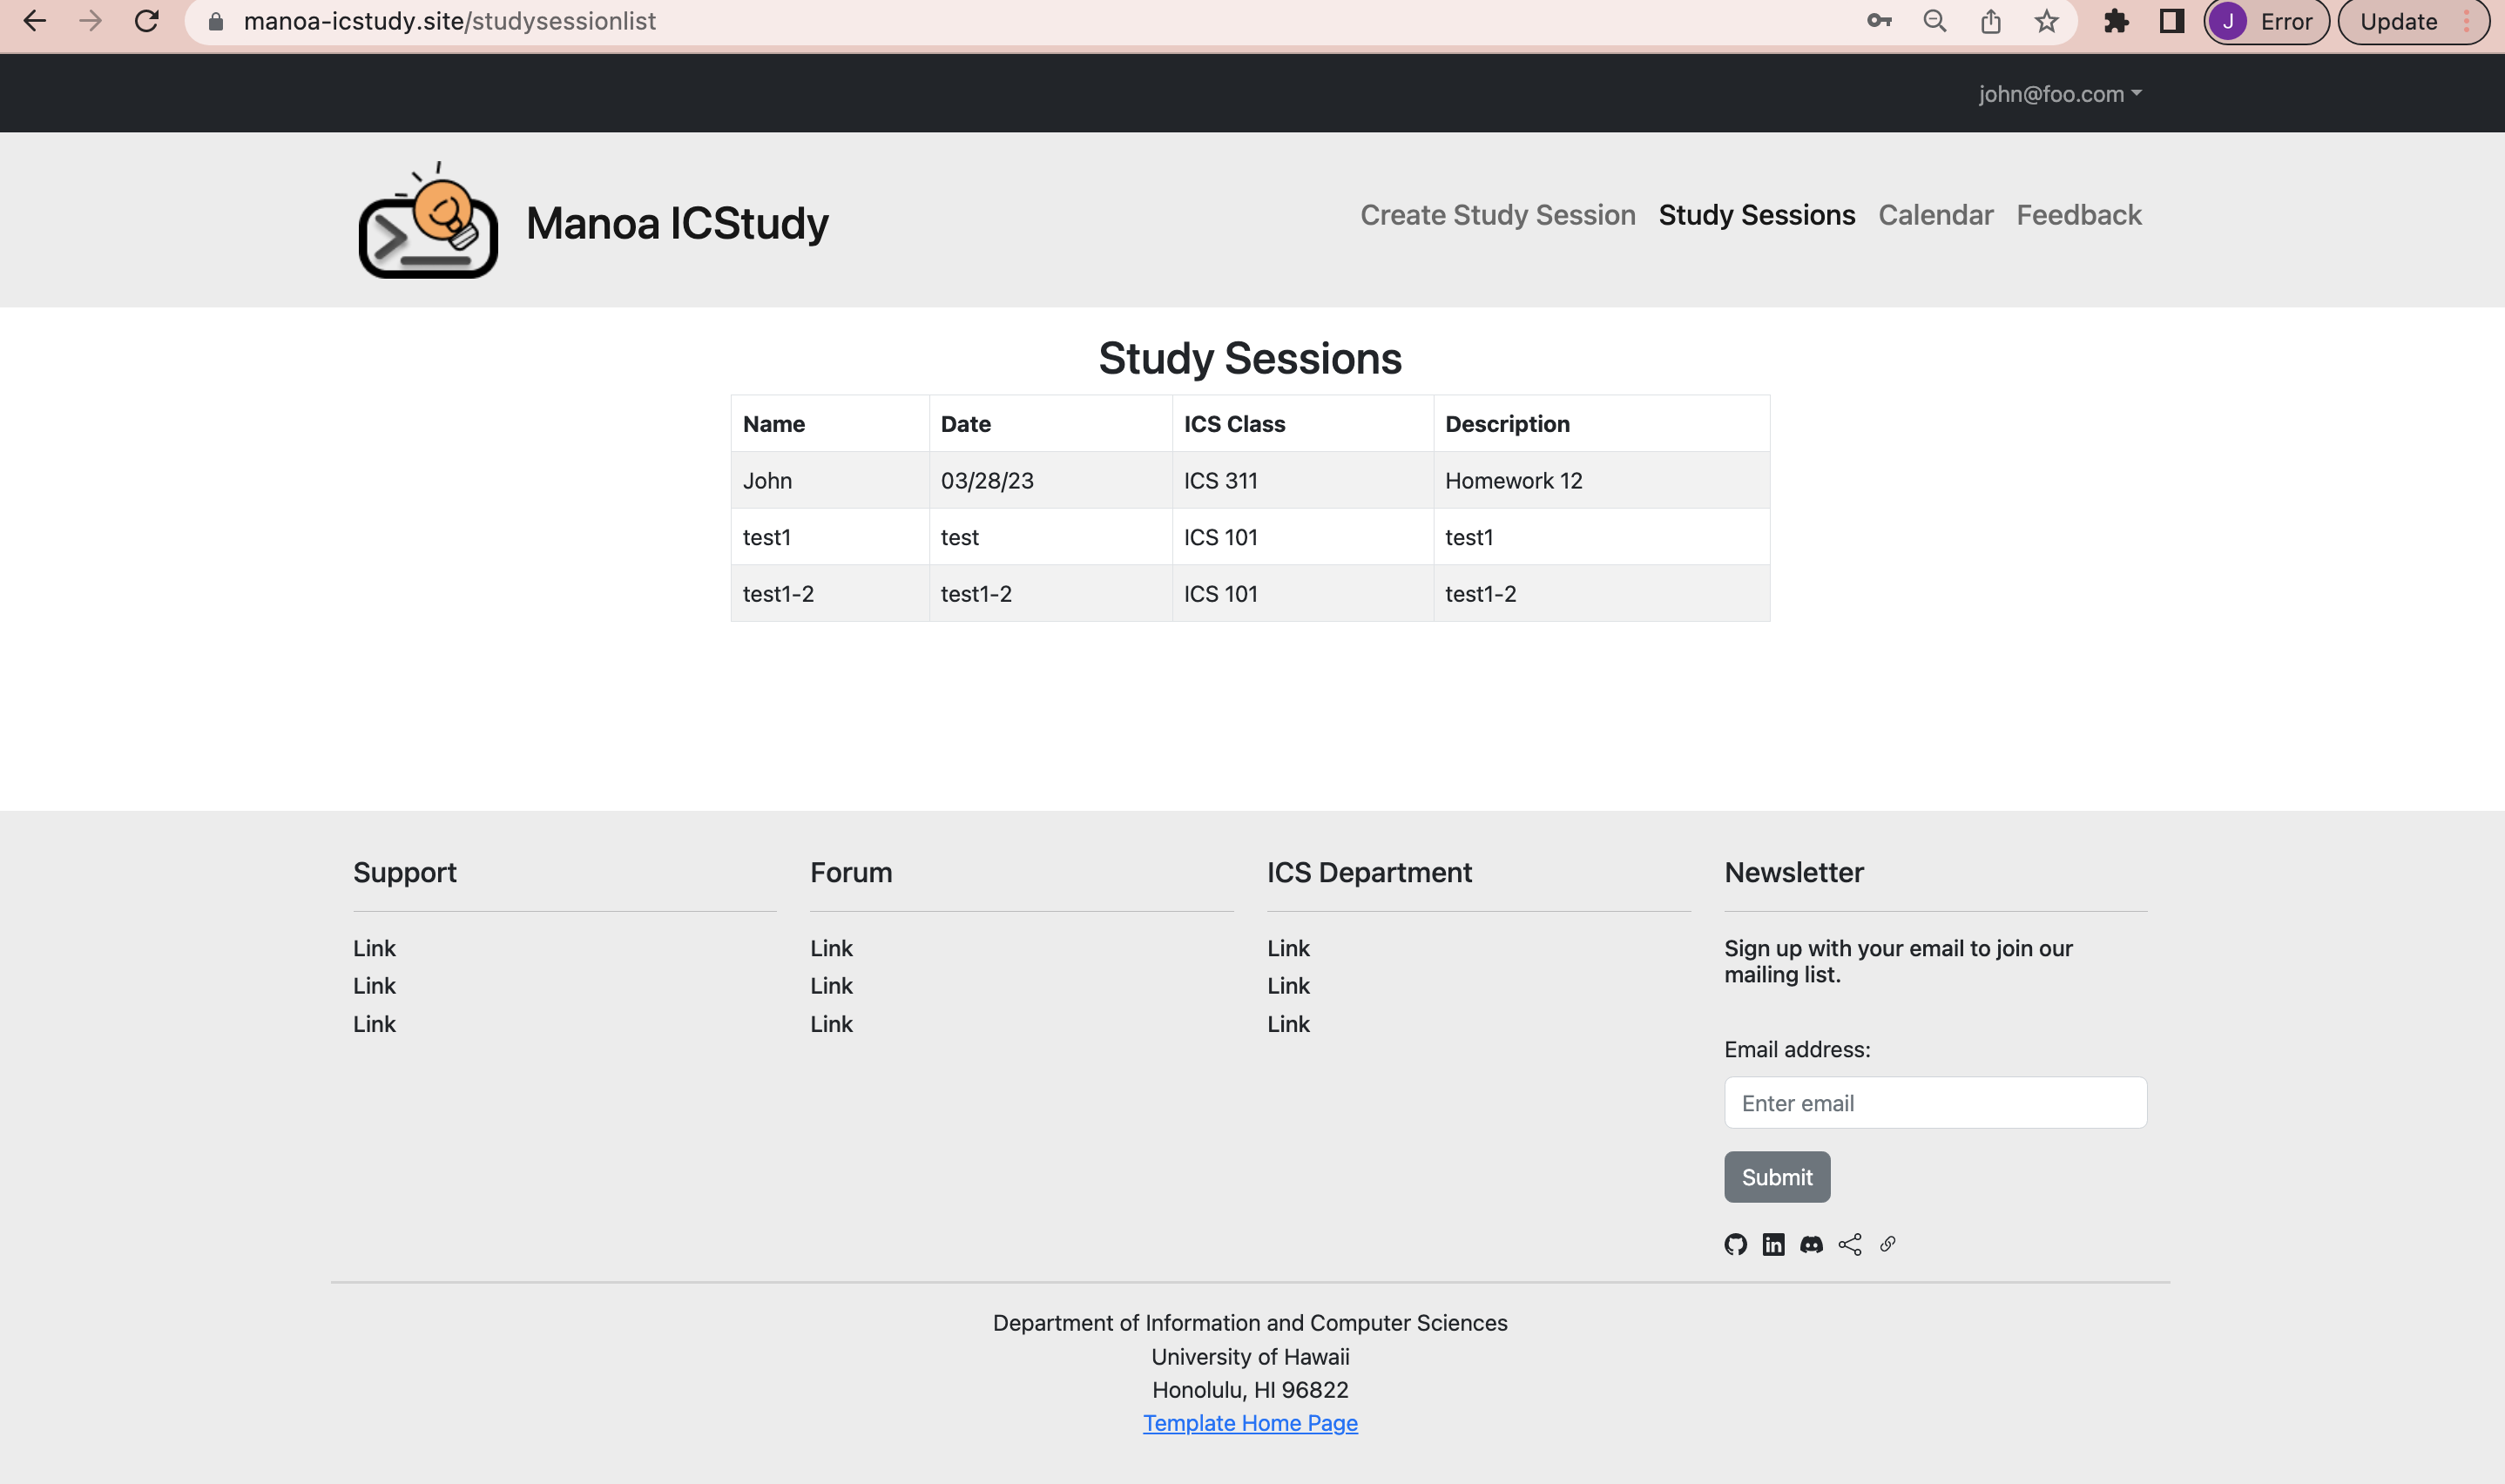 manoa-icstudy.site/studysessionlist
J Error Update
john@foo.com
Manoa ICStudy
Create Study Session Study Sessions Calendar Feedback
Study Sessions
Name Date ICS Class Description
John 03/28/23 ICS 311 Homework 12
test1 test ICS 101 test1
test1-2 test1-2 ICS 101 test1-2
Support
Link
Link
Link
Forum
Link
Link
Link
ICS Department
Link
Link
Link
Newsletter
Sign up with your email to join our
mailing list.
Email address:
Enter email
Submit
in
Department of Information and Computer Sciences
University of Hawaii
Honolulu, HI 96822
Template Home Page